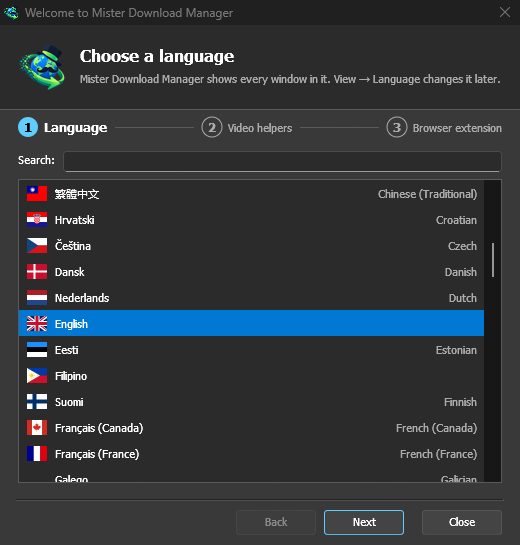 Welcome to Mister Download Manager
Choose a language
Mister Download Manager shows every window in it. View → Language changes it later.
1 Language 2 Video helpers 3 Browser extension
Search:
繁體中文 Chinese (Traditional)
Hrvatski Croatian
Čeština Czech
Dansk Danish
Nederlands Dutch
English
Eesti Estonian
Filipino
Suomi Finnish
Français (Canada) French (Canada)
Français (France) French (France)
Galego Galician
Back Next Close